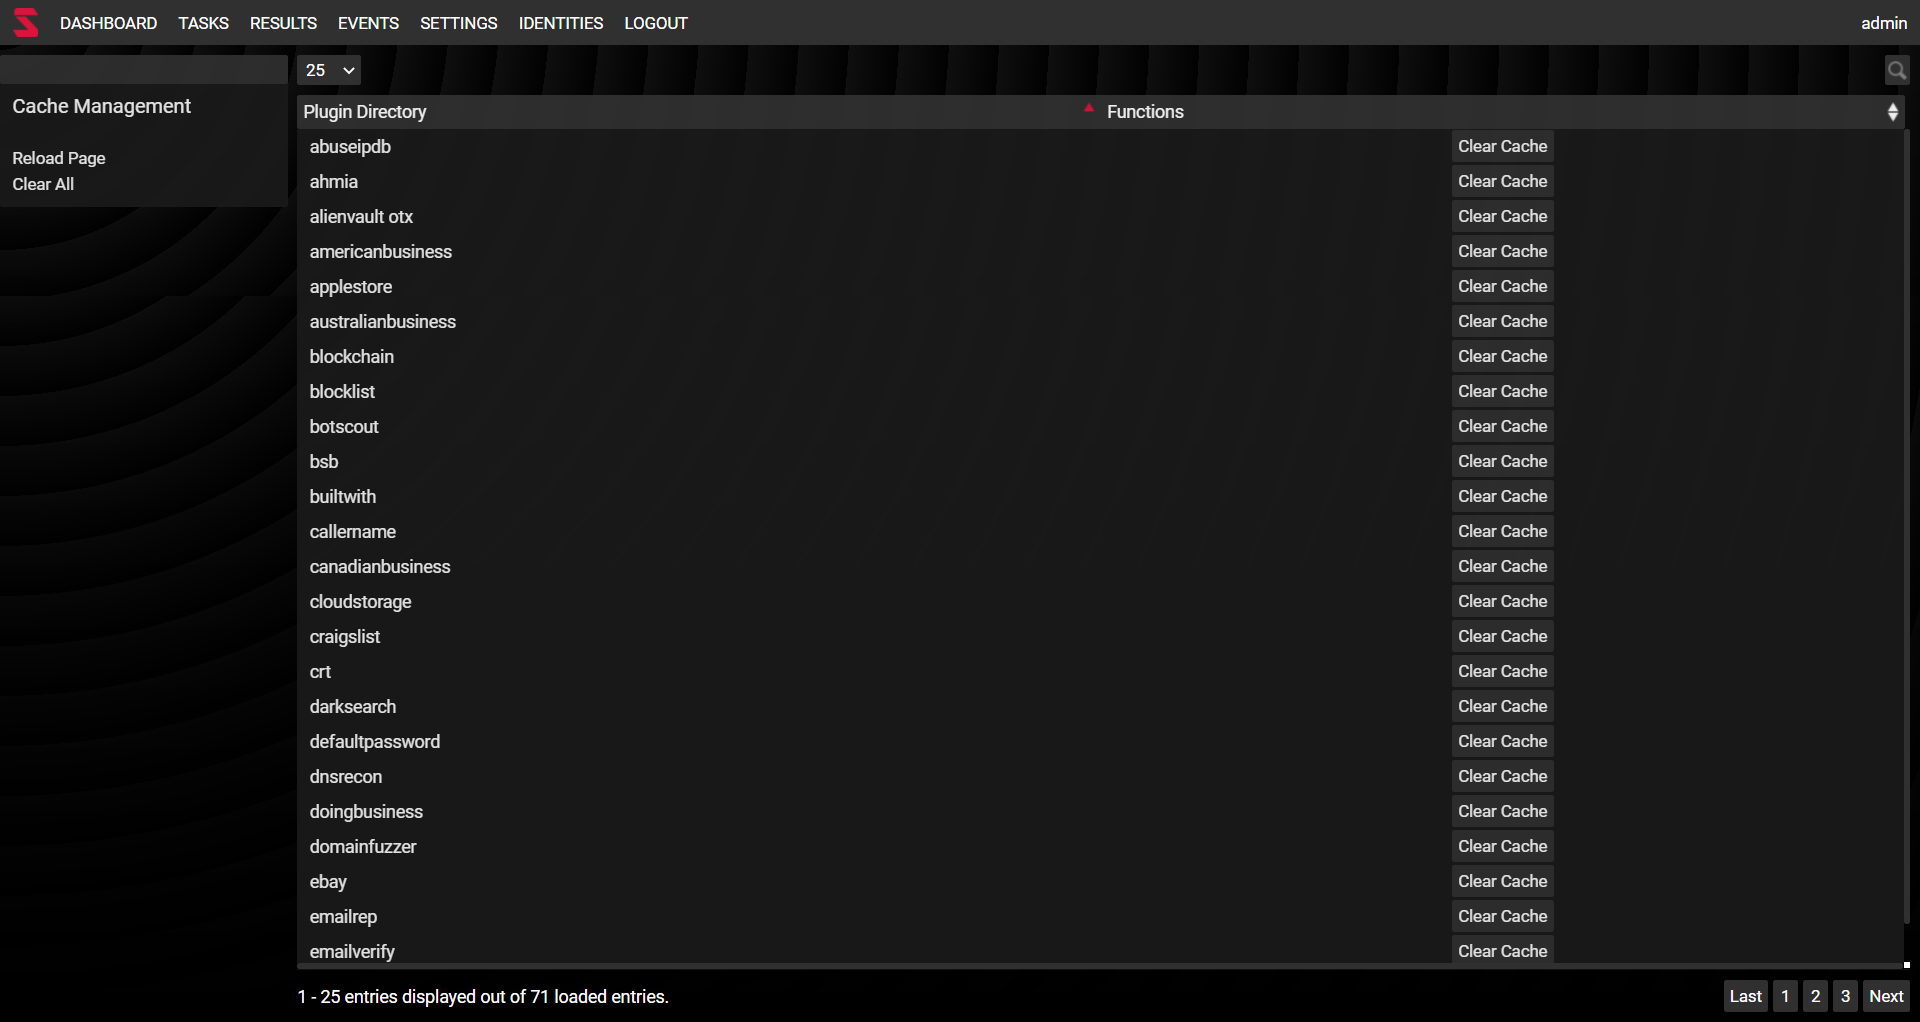 DASHBOARD TASKS RESULTS EVENTS SETTINGS IDENTITIES LOGOUT admin
25
Cache Management
Reload Page
Clear All
Plugin Directory Functions
abuseipdb Clear Cache
ahmia Clear Cache
alienvault otx Clear Cache
americanbusiness Clear Cache
applestore Clear Cache
australianbusiness Clear Cache
blockchain Clear Cache
blocklist Clear Cache
botscout Clear Cache
bsb Clear Cache
builtwith Clear Cache
callername Clear Cache
canadianbusiness Clear Cache
cloudstorage Clear Cache
craigslist Clear Cache
crt Clear Cache
darksearch Clear Cache
defaultpassword Clear Cache
dnsrecon Clear Cache
doingbusiness Clear Cache
domainfuzzer Clear Cache
ebay Clear Cache
emailrep Clear Cache
emailverify Clear Cache
1 - 25 entries displayed out of 71 loaded entries. Last 1 2 3 Next